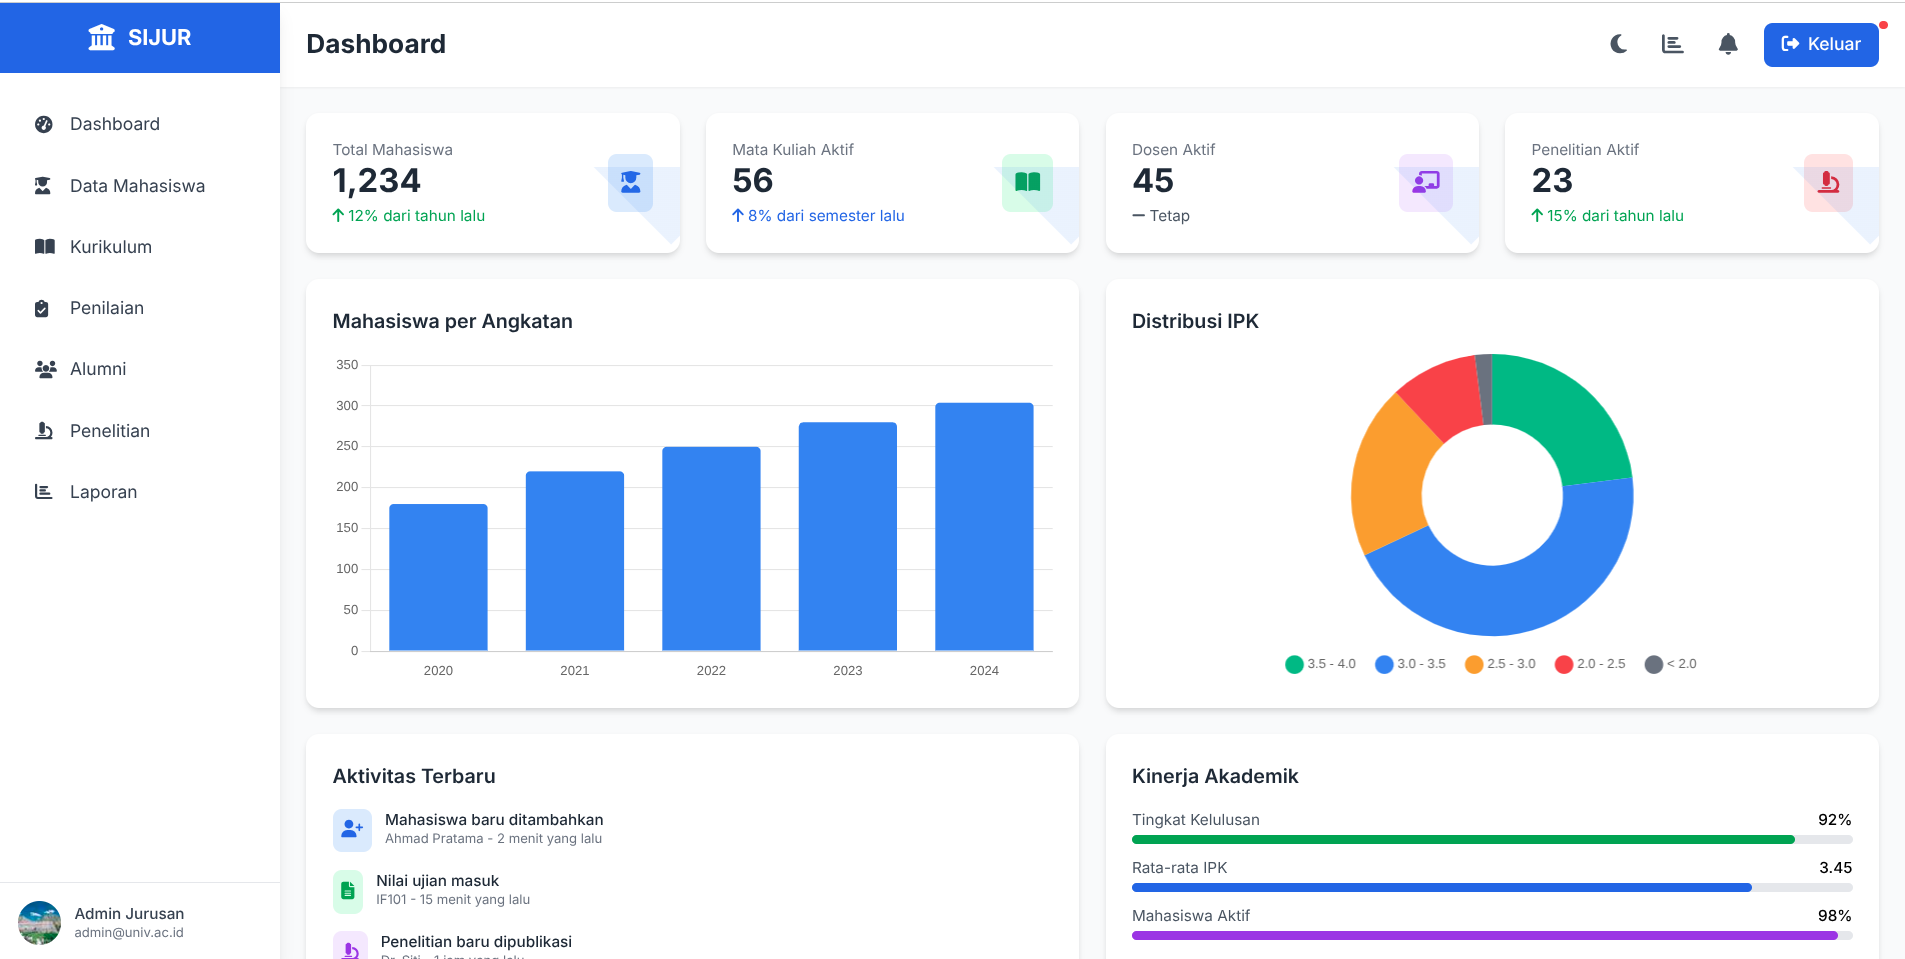 SIJUR
Dashboard
Keluar
Dashboard
Data Mahasiswa
Kurikulum
Penilaian
Alumni
Penelitian
Laporan
Admin Jurusan
admin@univ.ac.id
Total Mahasiswa
1,234
12% dari tahun lalu
Mata Kuliah Aktif
56
8% dari semester lalu
Dosen Aktif
45
Tetap
Penelitian Aktif
23
15% dari tahun lalu
Mahasiswa per Angkatan
350
300
250
200
150
100
50
0
2020 2021 2022 2023 2024
Distribusi IPK
3.5 - 4.0 3.0 - 3.5 2.5 - 3.0 2.0 - 2.5 < 2.0
Aktivitas Terbaru
Mahasiswa baru ditambahkan
Ahmad Pratama - 2 menit yang lalu
Nilai ujian masuk
IF101 - 15 menit yang lalu
Penelitian baru dipublikasi
Dr. Siti - 1 jam yang lalu
Kinerja Akademik
Tingkat Kelulusan 92%
Rata-rata IPK 3.45
Mahasiswa Aktif 98%